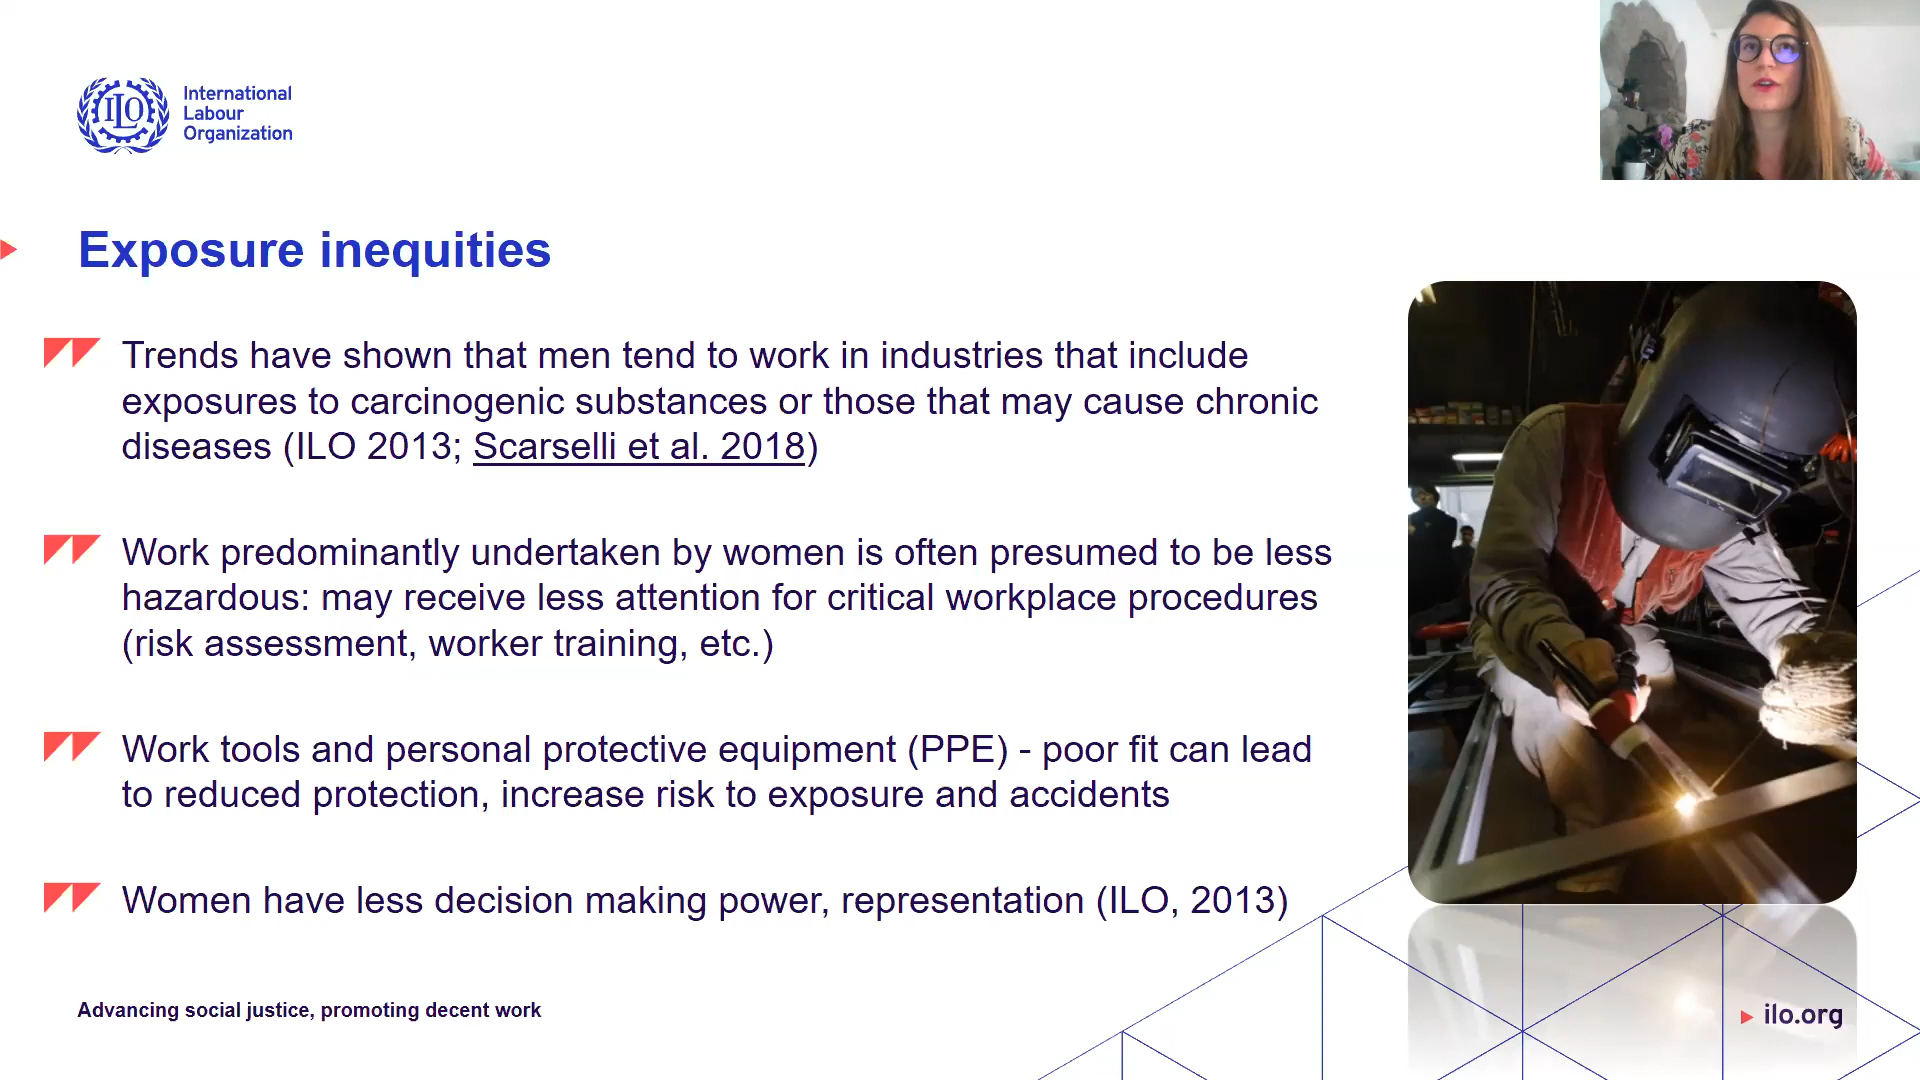 ILO
International
Labour
Organization
Exposure inequities
Trends have shown that men tend to work in industries that include
exposures to carcinogenic substances or those that may cause chronic
diseases (ILO 2013; Scarselli et al. 2018)
Work predominantly undertaken by women is often presumed to be less
hazardous: may receive less attention for critical workplace procedures
(risk assessment, worker training, etc.)
Work tools and personal protective equipment (PPE) - poor fit can lead
to reduced protection, increase risk to exposure and accidents
Women have less decision making power, representation (ILO, 2013)
Advancing social justice, promoting decent work
ilo.org